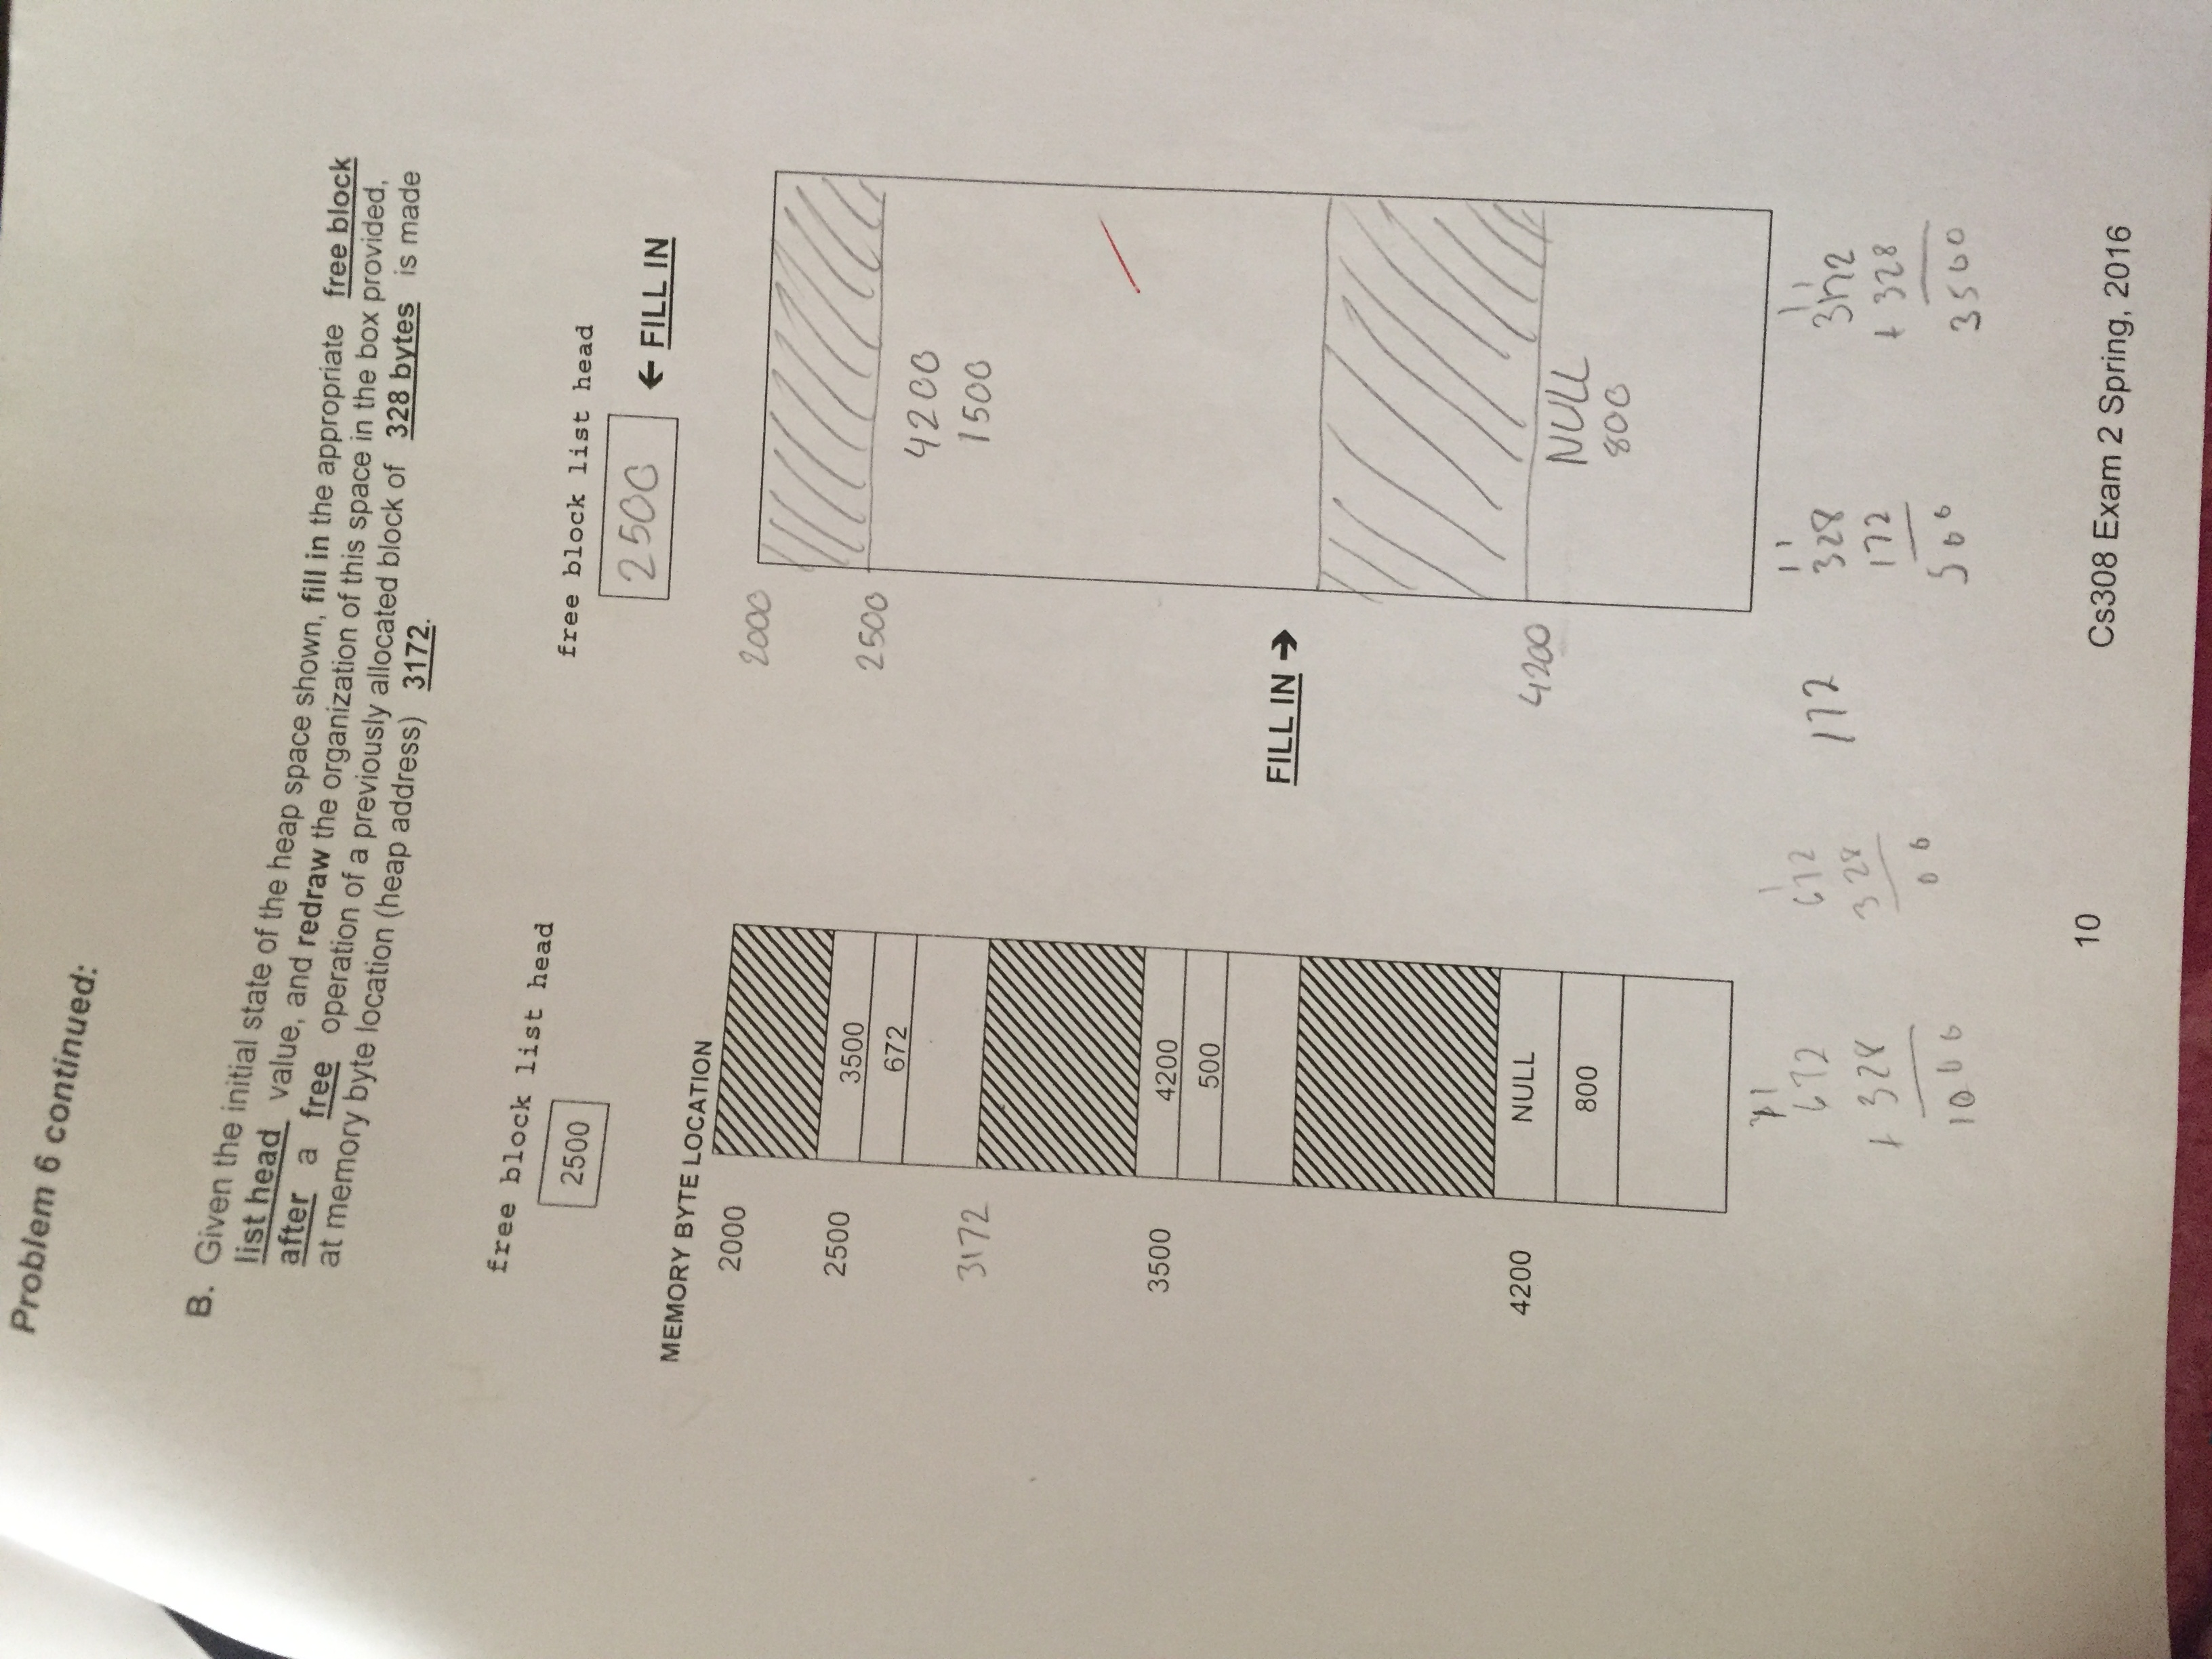 Problem 6 continued:
B. Given the initial state of the heap space shown, fill in the appropriate free block
list head value, and redraw the organization of this space in the box provided,
after a free operation of a previously allocated block of 328 bytes is made
at memory byte location (heap address) 3172.
free block list head
2500
MEMORY BYTE LOCATION
2000
2500
3500
672
3172
3500
4200
500
4200
NULL
800
free block list head
2500
← FILL IN
2000
2500
4200
1500
FILL IN →
4200
NULL
800
11
672
+ 328
1000
1
672
328
00
172
11
328
172
500
11
3172
+ 328
3500
10
Cs308 Exam 2 Spring, 2016